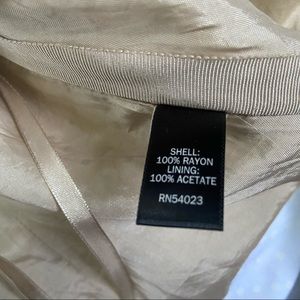 SHELL:
100% RAYON
LINING:
100% ACETATE
RN54023